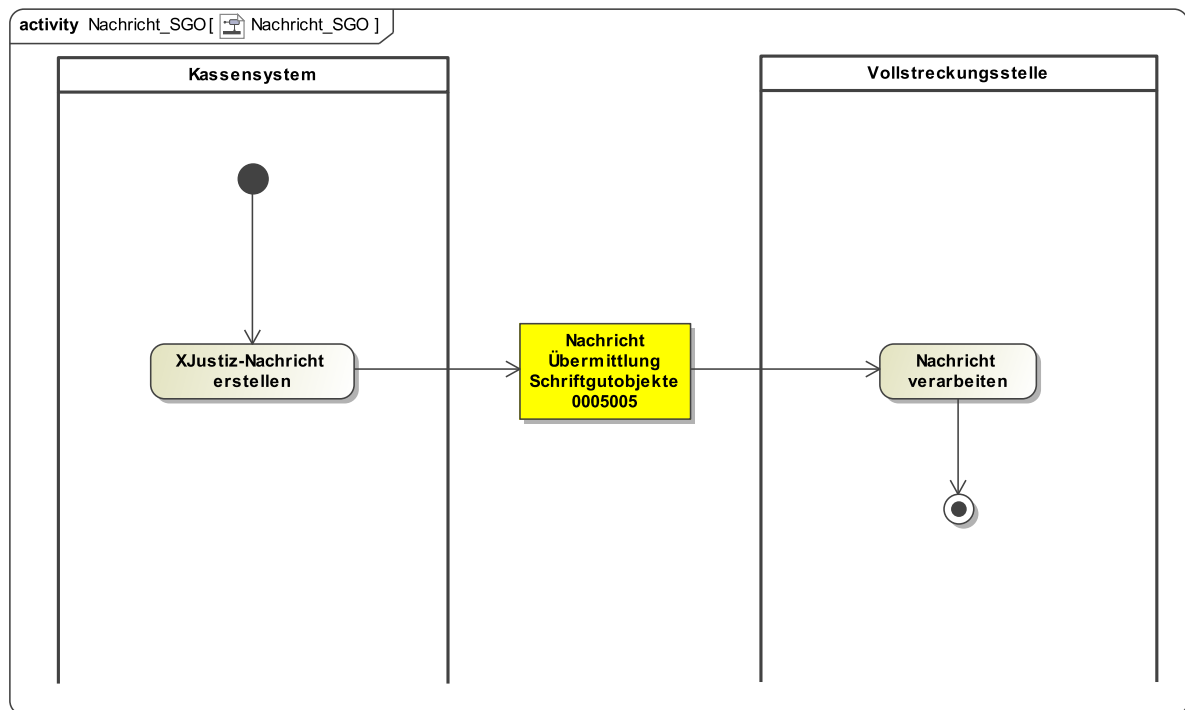 activity Nachricht_SGO[ Nachricht_SGO ]
Kassensystem
Vollstreckungsstelle
XJustiz-Nachricht
erstellen
Nachricht
Übermittlung
Schriftgutobjekte
0005005
Nachricht
verarbeiten